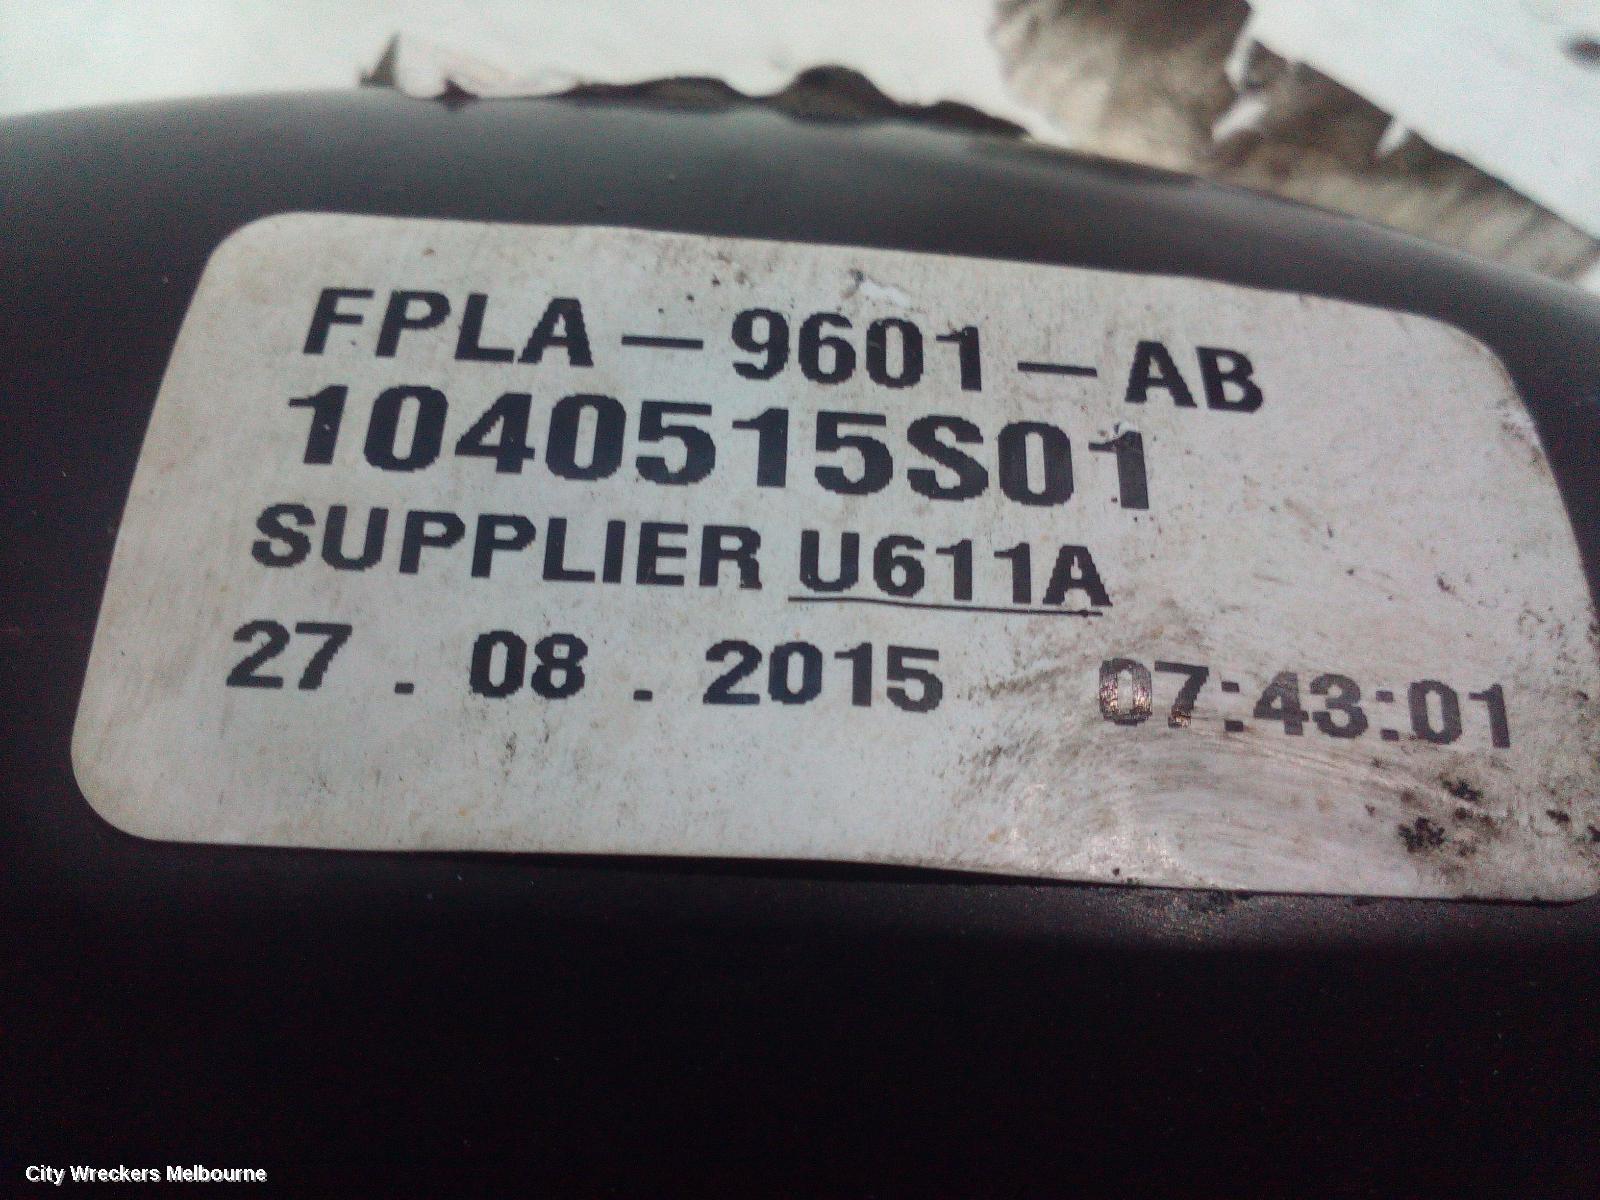 FPLA - 9601 - AB
1040515S01
SUPPLIER U611A
27 . 08 . 2015 07:43:01
City Wreckers Melbourne